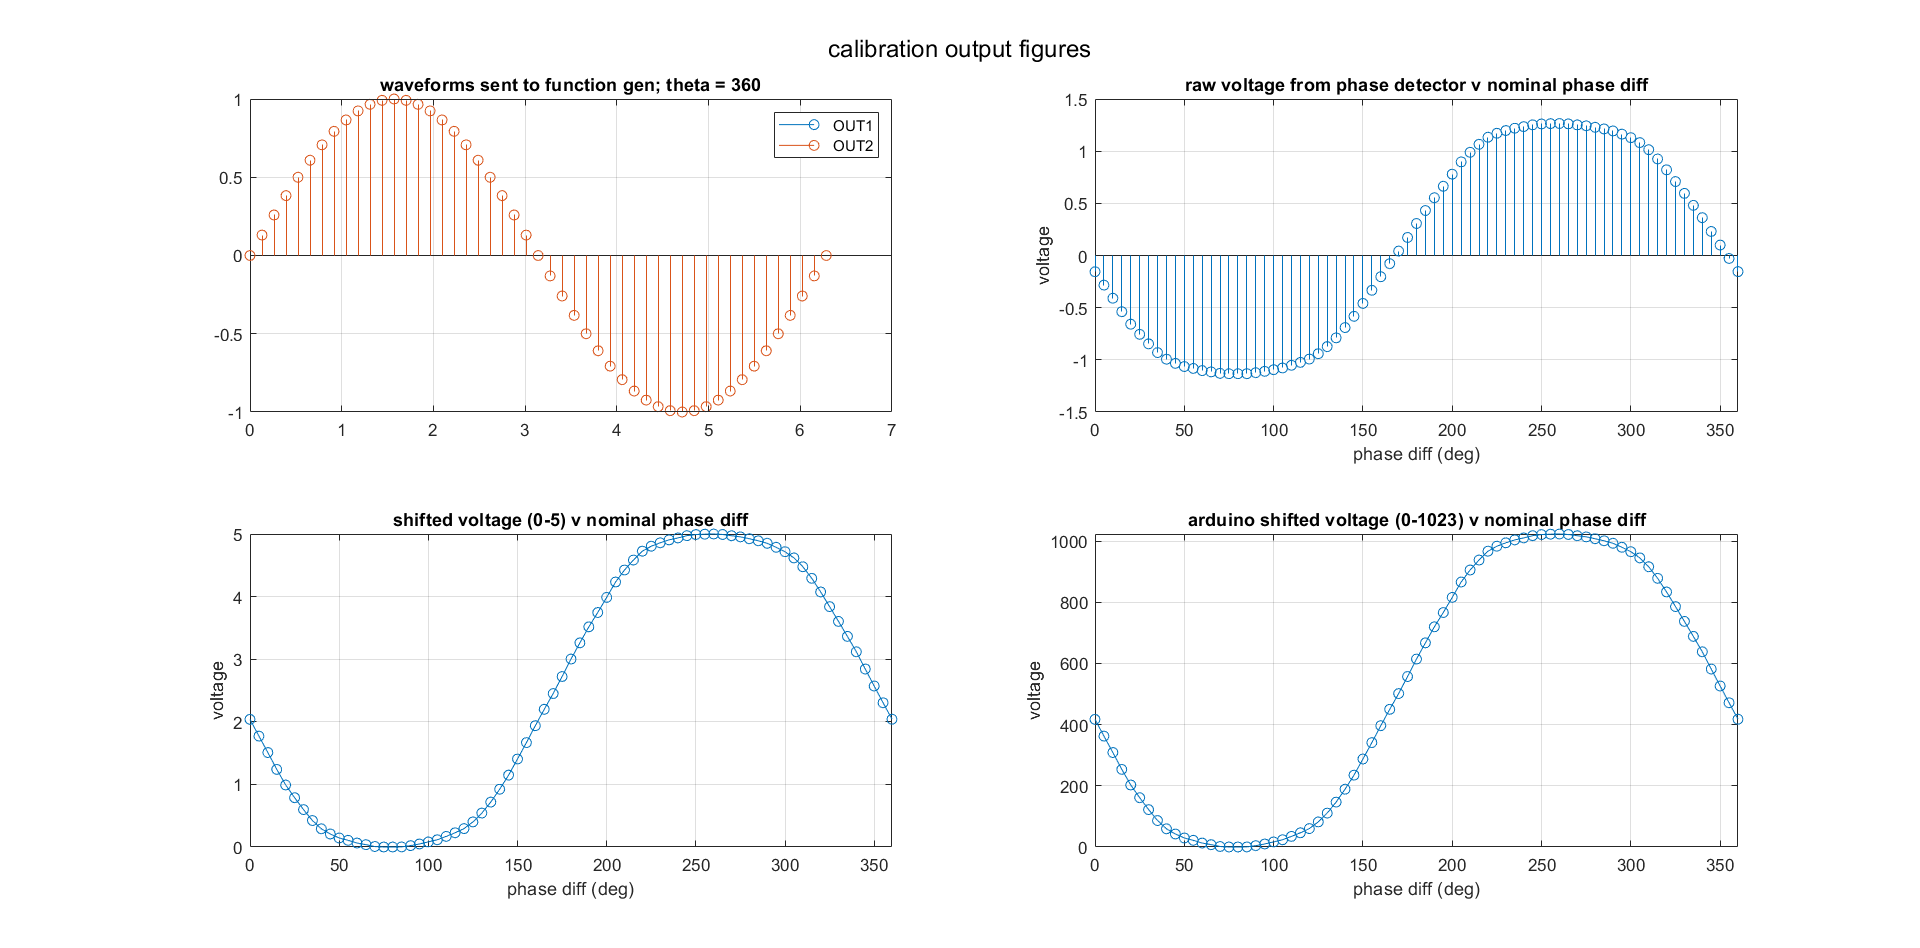 calibration output figures
waveforms sent to function gen; theta = 360
1
0.5
0
-0.5
-1
0 1 2 3 4 5 6 7
OUT1
OUT2
raw voltage from phase detector v nominal phase diff
voltage
1.5
1
0.5
0
-0.5
-1
-1.5
0 50 100 150 200 250 300 350
phase diff (deg)
shifted voltage (0-5) v nominal phase diff
voltage
5
4
3
2
1
0
0 50 100 150 200 250 300 350
phase diff (deg)
arduino shifted voltage (0-1023) v nominal phase diff
voltage
1000
800
600
400
200
0
0 50 100 150 200 250 300 350
phase diff (deg)